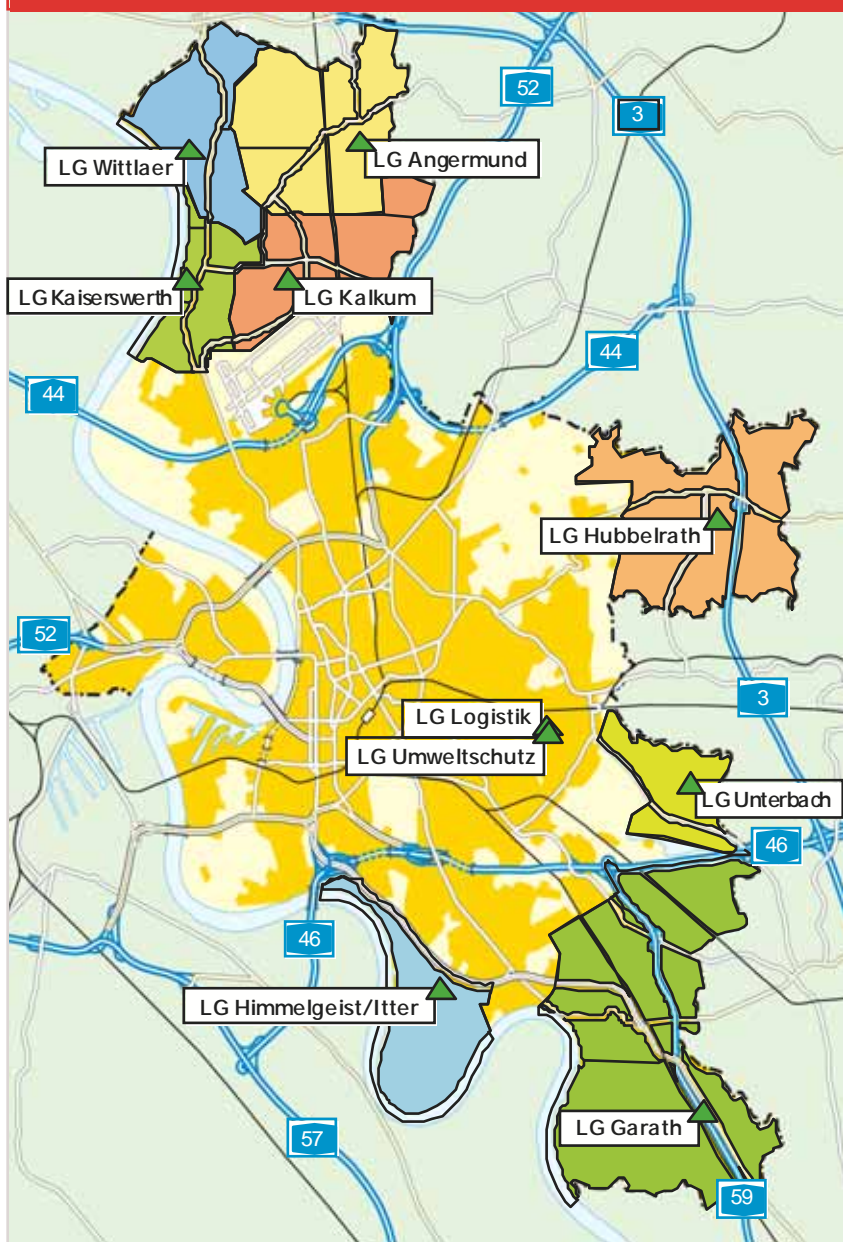 52
3
LG Wittlaer
LG Angermund
LG Kaiserswerth
LG Kalkum
44
44
LG Hubbelrath
52
3
LG Logistik
LG Umweltschutz
LG Unterbach
46
46
LG Himmelgeist/Itter
LG Garath
57
59